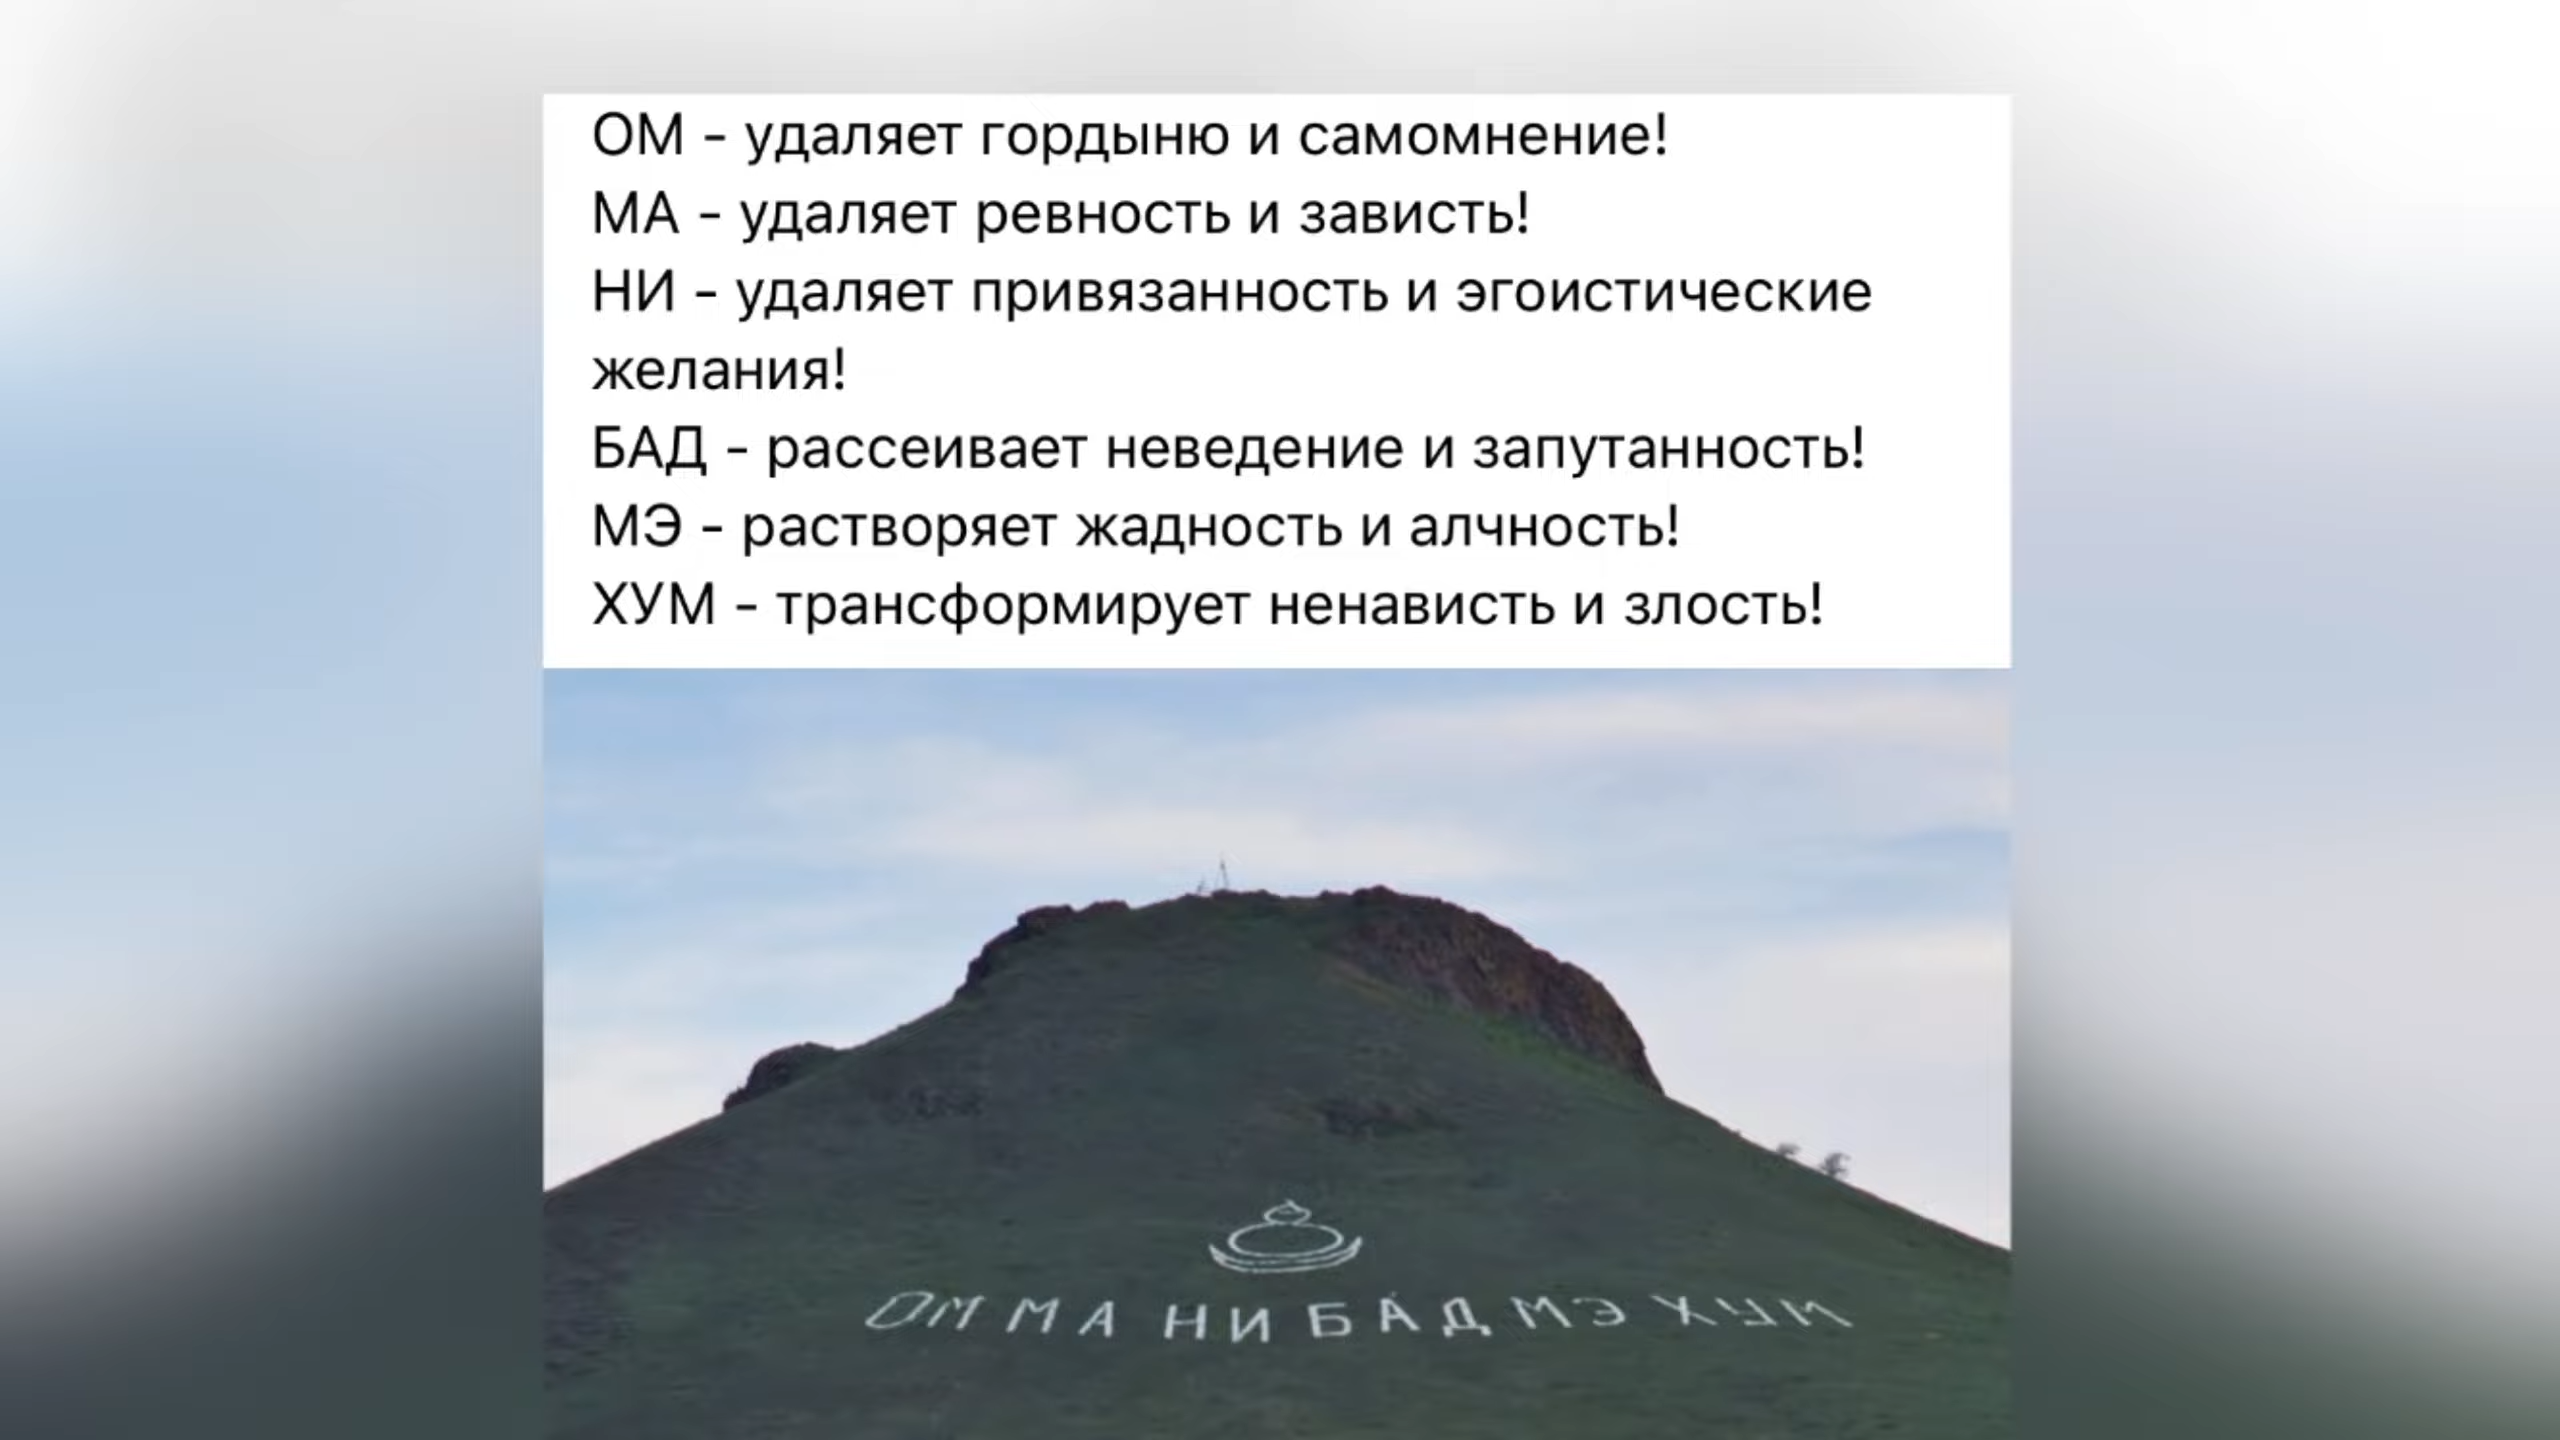 ОМ - удаляет гордыню и самомнение!
МА - удаляет ревность и зависть!
НИ - удаляет привязанность и эгоистические
желания!
БАД - рассеивает неведение и запутанность!
МЭ - растворяет жадность и алчность!
ХУМ - трансформирует ненависть и злость!
ОМ МА НИ БАД МЭ ХУМ